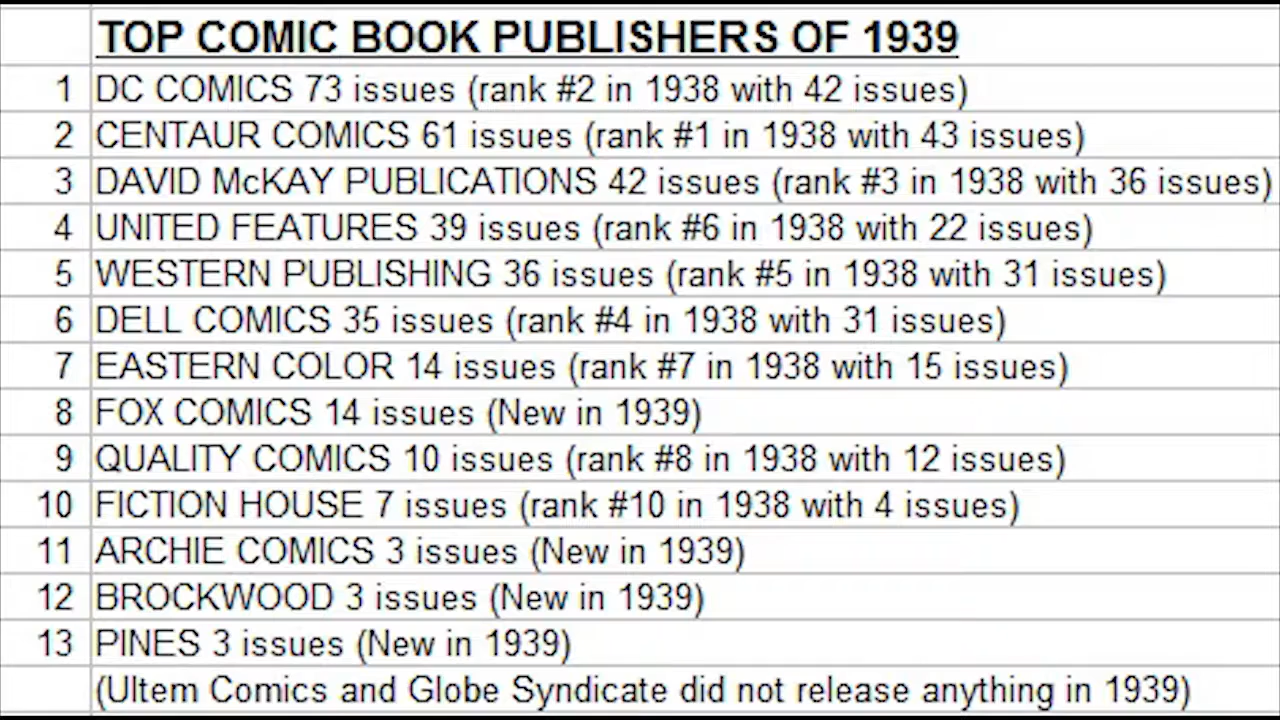 TOP COMIC BOOK PUBLISHERS OF 1939
1 DC COMICS 73 issues (rank #2 in 1938 with 42 issues)
2 CENTAUR COMICS 61 issues (rank #1 in 1938 with 43 issues)
3 DAVID McKAY PUBLICATIONS 42 issues (rank #3 in 1938 with 36 issues)
4 UNITED FEATURES 39 issues (rank #6 in 1938 with 22 issues)
5 WESTERN PUBLISHING 36 issues (rank #5 in 1938 with 31 issues)
6 DELL COMICS 35 issues (rank #4 in 1938 with 31 issues)
7 EASTERN COLOR 14 issues (rank #7 in 1938 with 15 issues)
8 FOX COMICS 14 issues (New in 1939)
9 QUALITY COMICS 10 issues (rank #8 in 1938 with 12 issues)
10 FICTION HOUSE 7 issues (rank #10 in 1938 with 4 issues)
11 ARCHIE COMICS 3 issues (New in 1939)
12 BROCKWOOD 3 issues (New in 1939)
13 PINES 3 issues (New in 1939)
(Ultem Comics and Globe Syndicate did not release anything in 1939)